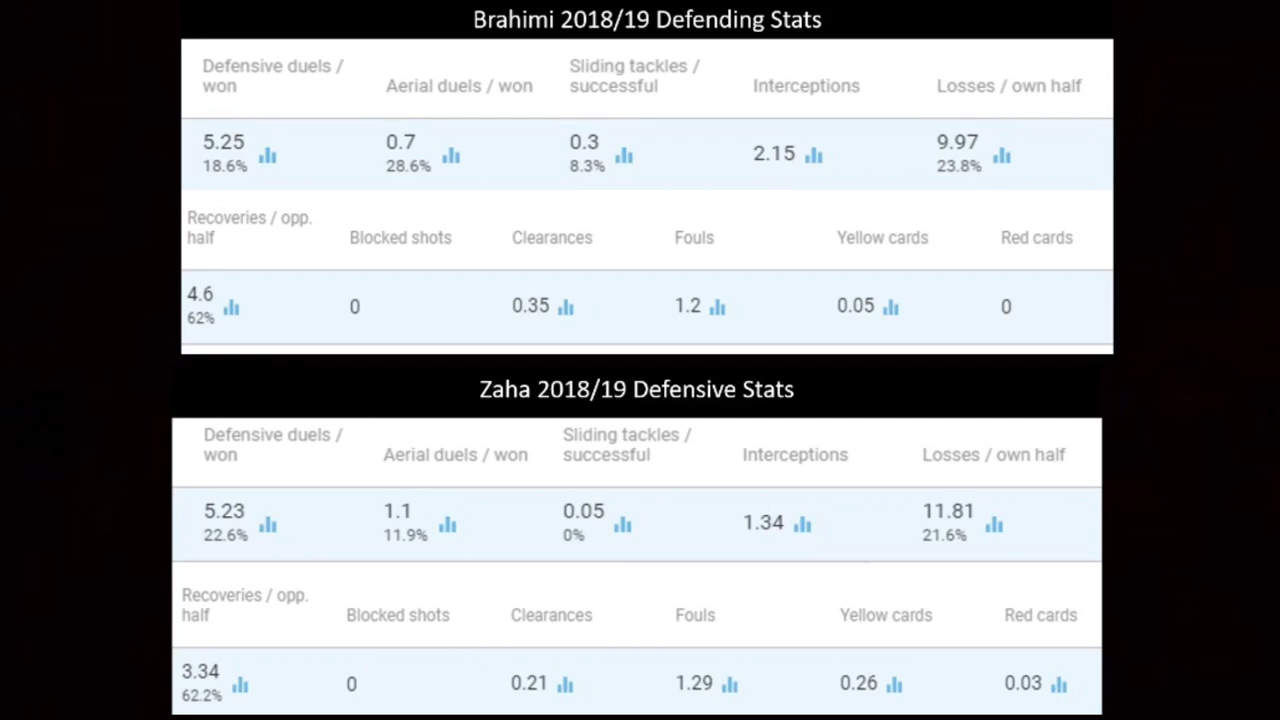 Brahimi 2018/19 Defending Stats
Defensive duels / won
Aerial duels / won
Sliding tackles / successful
Interceptions
Losses / own half
5.25
18.6%
0.7
28.6%
0.3
8.3%
2.15
9.97
23.8%
Recoveries / opp. half
Blocked shots
Clearances
Fouls
Yellow cards
Red cards
4.6
62%
0
0.35
1.2
0.05
0
Zaha 2018/19 Defensive Stats
Defensive duels / won
Aerial duels / won
Sliding tackles / successful
Interceptions
Losses / own half
5.23
22.6%
1.1
11.9%
0.05
0%
1.34
11.81
21.6%
Recoveries / opp. half
Blocked shots
Clearances
Fouls
Yellow cards
Red cards
3.34
62.2%
0
0.21
1.29
0.26
0.03